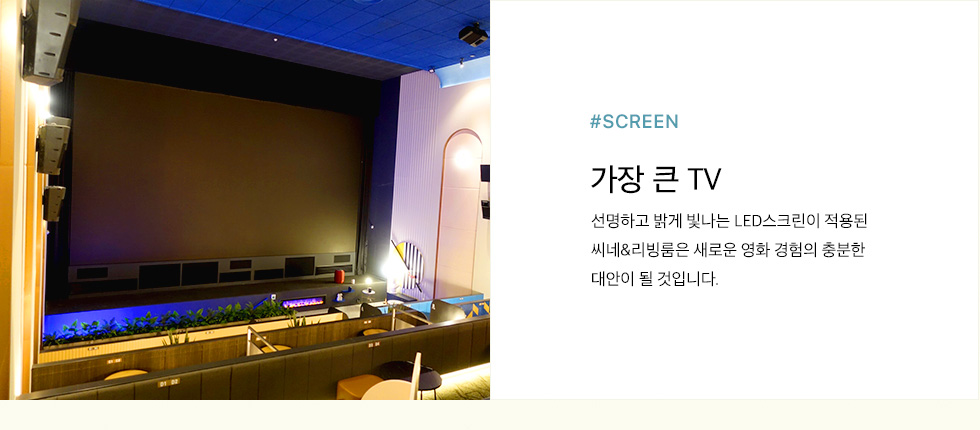 #SCREEN
가장 큰 TV
선명하고 밝게 빛나는 LED스크린이 적용된
씨네&리빙룸은 새로운 영화 경험의 충분한
대안이 될 것입니다.